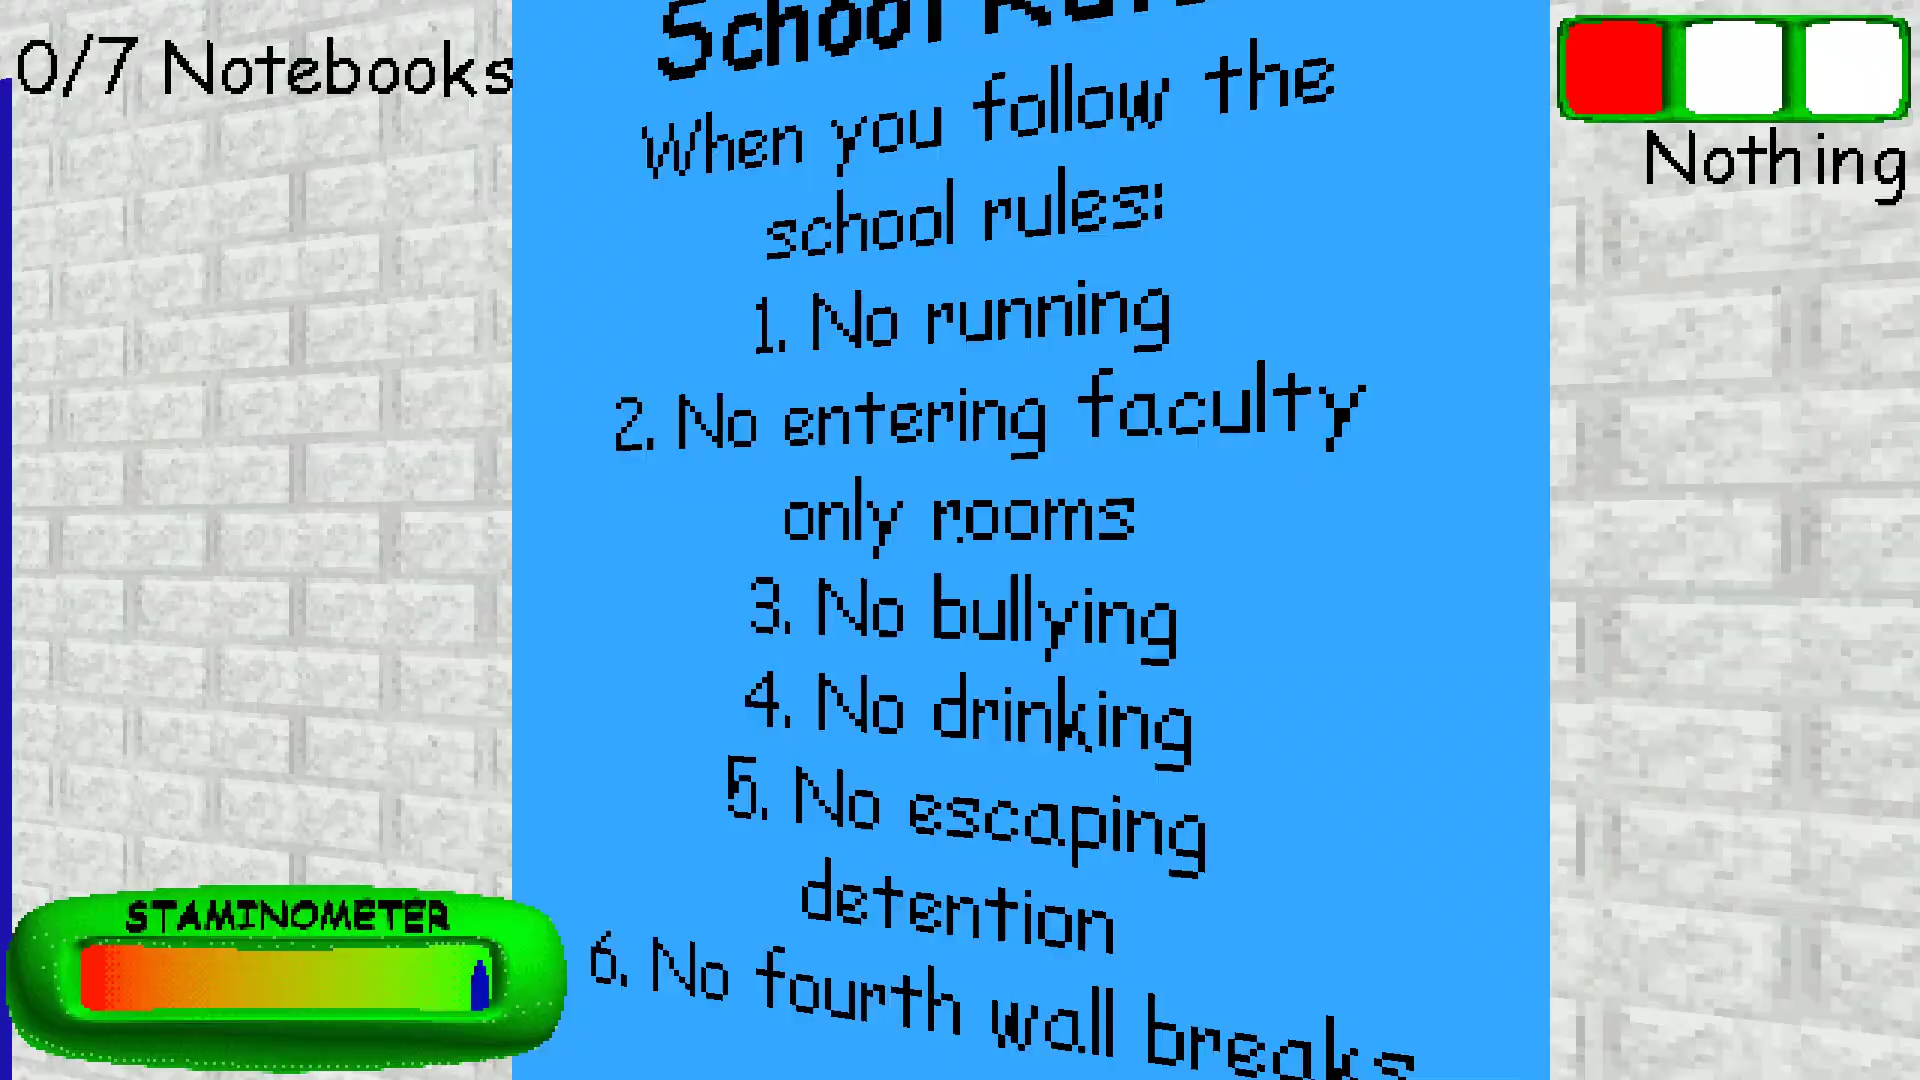 0/7 Notebooks
School
When you follow the
school rules:
1. No running
2. No entering faculty
only rooms
3. No bullying
4. No drinking
5. No escaping
detention
6. No fourth wall breaks
Nothing
STAMINOMETER